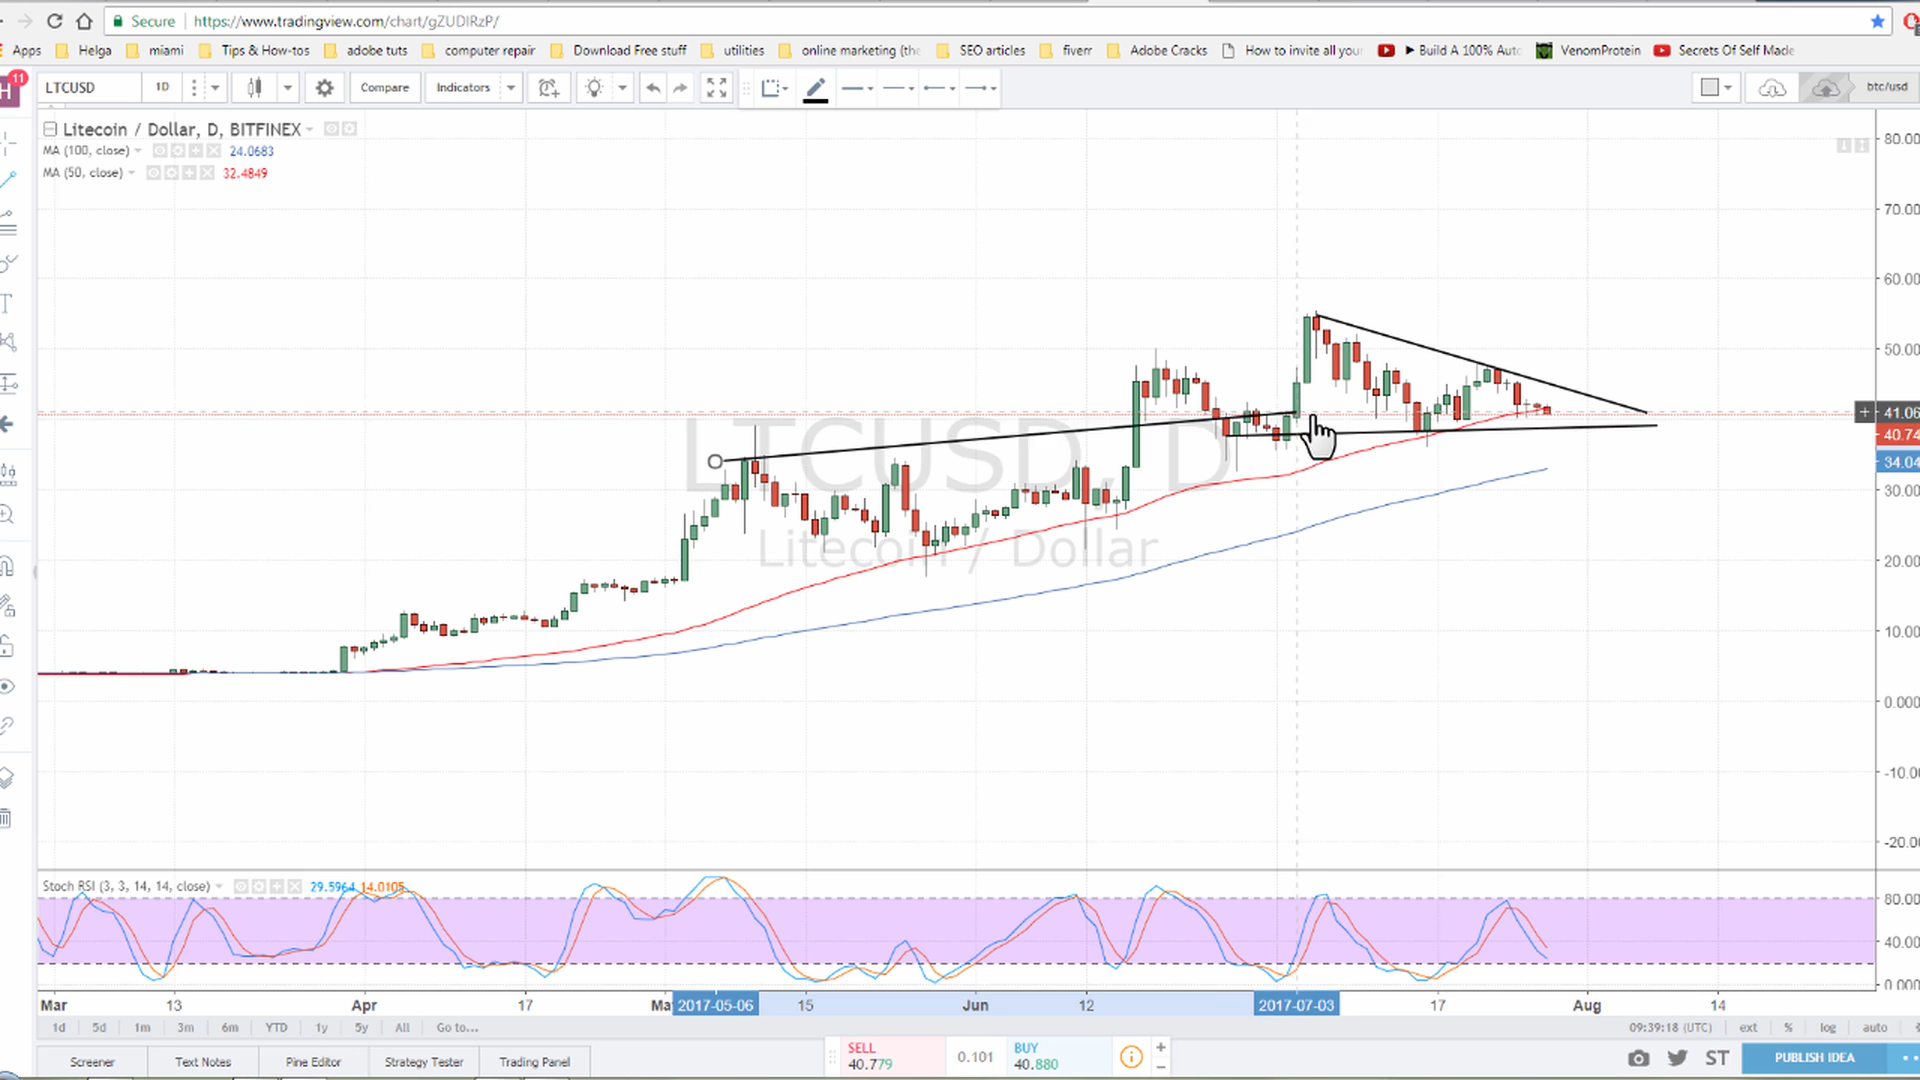 Secure https://www.tradingview.com/chart/gZUDIRzP/
Apps Helga miami Tips & How-tos adobe tuts computer repair Download Free stuff utilities online marketing (the SEO articles fiverr Adobe Cracks How to invite all your ► Build A 100% Auto VenomProtein Secrets Of Self Made
11
H LTCUSD 1D Compare Indicators btc/usd
Litecoin / Dollar, D, BITFINEX
MA (100, close) 24.0683
MA (50, close) 32.4849
80.00
70.00
60.00
50.00
41.06
40.74
34.04
30.00
20.00
10.00
0.000
-10.00
-20.00
LTCUSD, D
Litecoin / Dollar
Stoch RSI (3, 3, 14, 14, close) 29.5964 14.0105
80.00
40.00
0.000
Mar 13 Apr 17 Ma 2017-05-06 15 Jun 12 2017-07-03 17 Aug 14
1d 5d 1m 3m 6m YTD 1y 5y All Go to... 09:39:18 (UTC) ext % log auto
Screener Text Notes Pine Editor Strategy Tester Trading Panel
SELL
40.779
0.101
BUY
40.880
ST PUBLISH IDEA